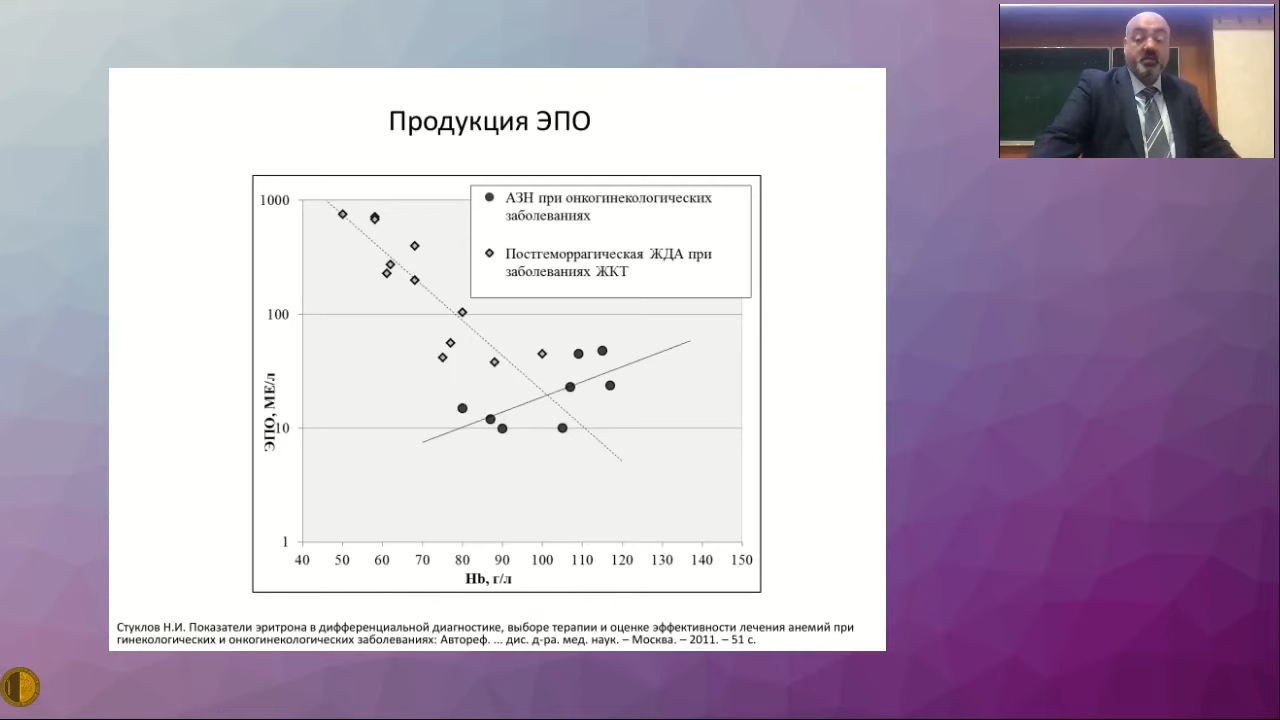 Продукция ЭПО
АЗН при онкогинекологических
заболеваниях
Постгеморрагическая ЖДА при
заболеваниях ЖКТ
1000
100
10
1
ЭПО, МЕ/л
40 50 60 70 80 90 100 110 120 130 140 150
Hb, г/л
Стуклов Н.И. Показатели эритрона в дифференциальной диагностике, выборе терапии и оценке эффективности лечения анемий при
гинекологических и онкогинекологических заболеваниях: Автореф. ... дис. д-ра. мед. наук. – Москва. – 2011. – 51 с.